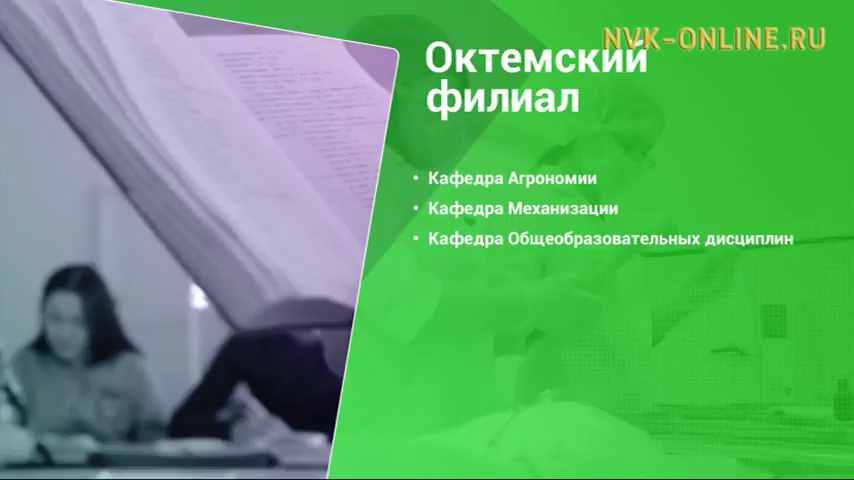 NVK-ONLINE.RU
Октемский
филиал
• Кафедра Агрономии
• Кафедра Механизации
• Кафедра Общеобразовательных дисциплин